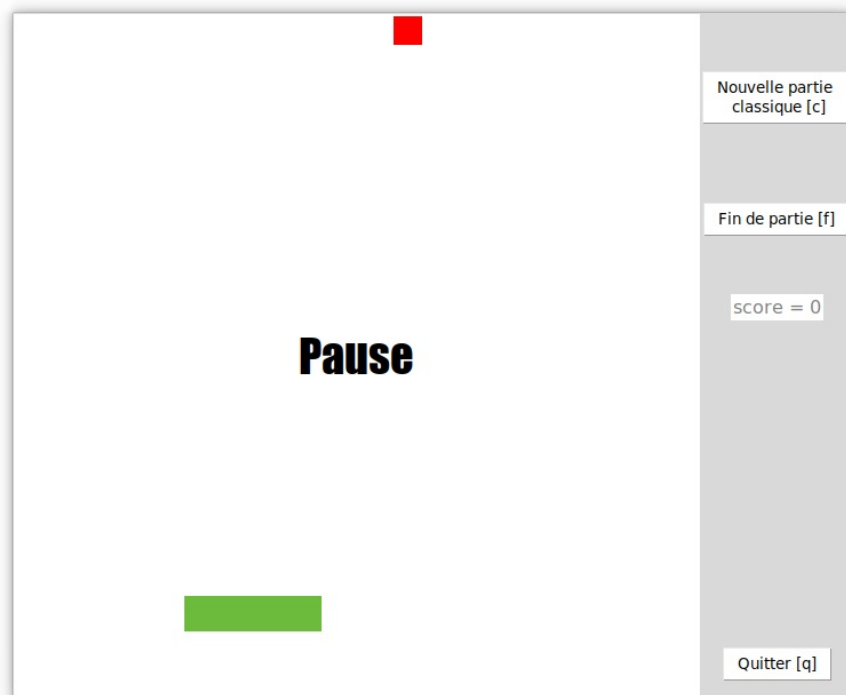 Nouvelle partie
classique [c]
Fin de partie [f]
score = 0
Pause
Quitter [q]